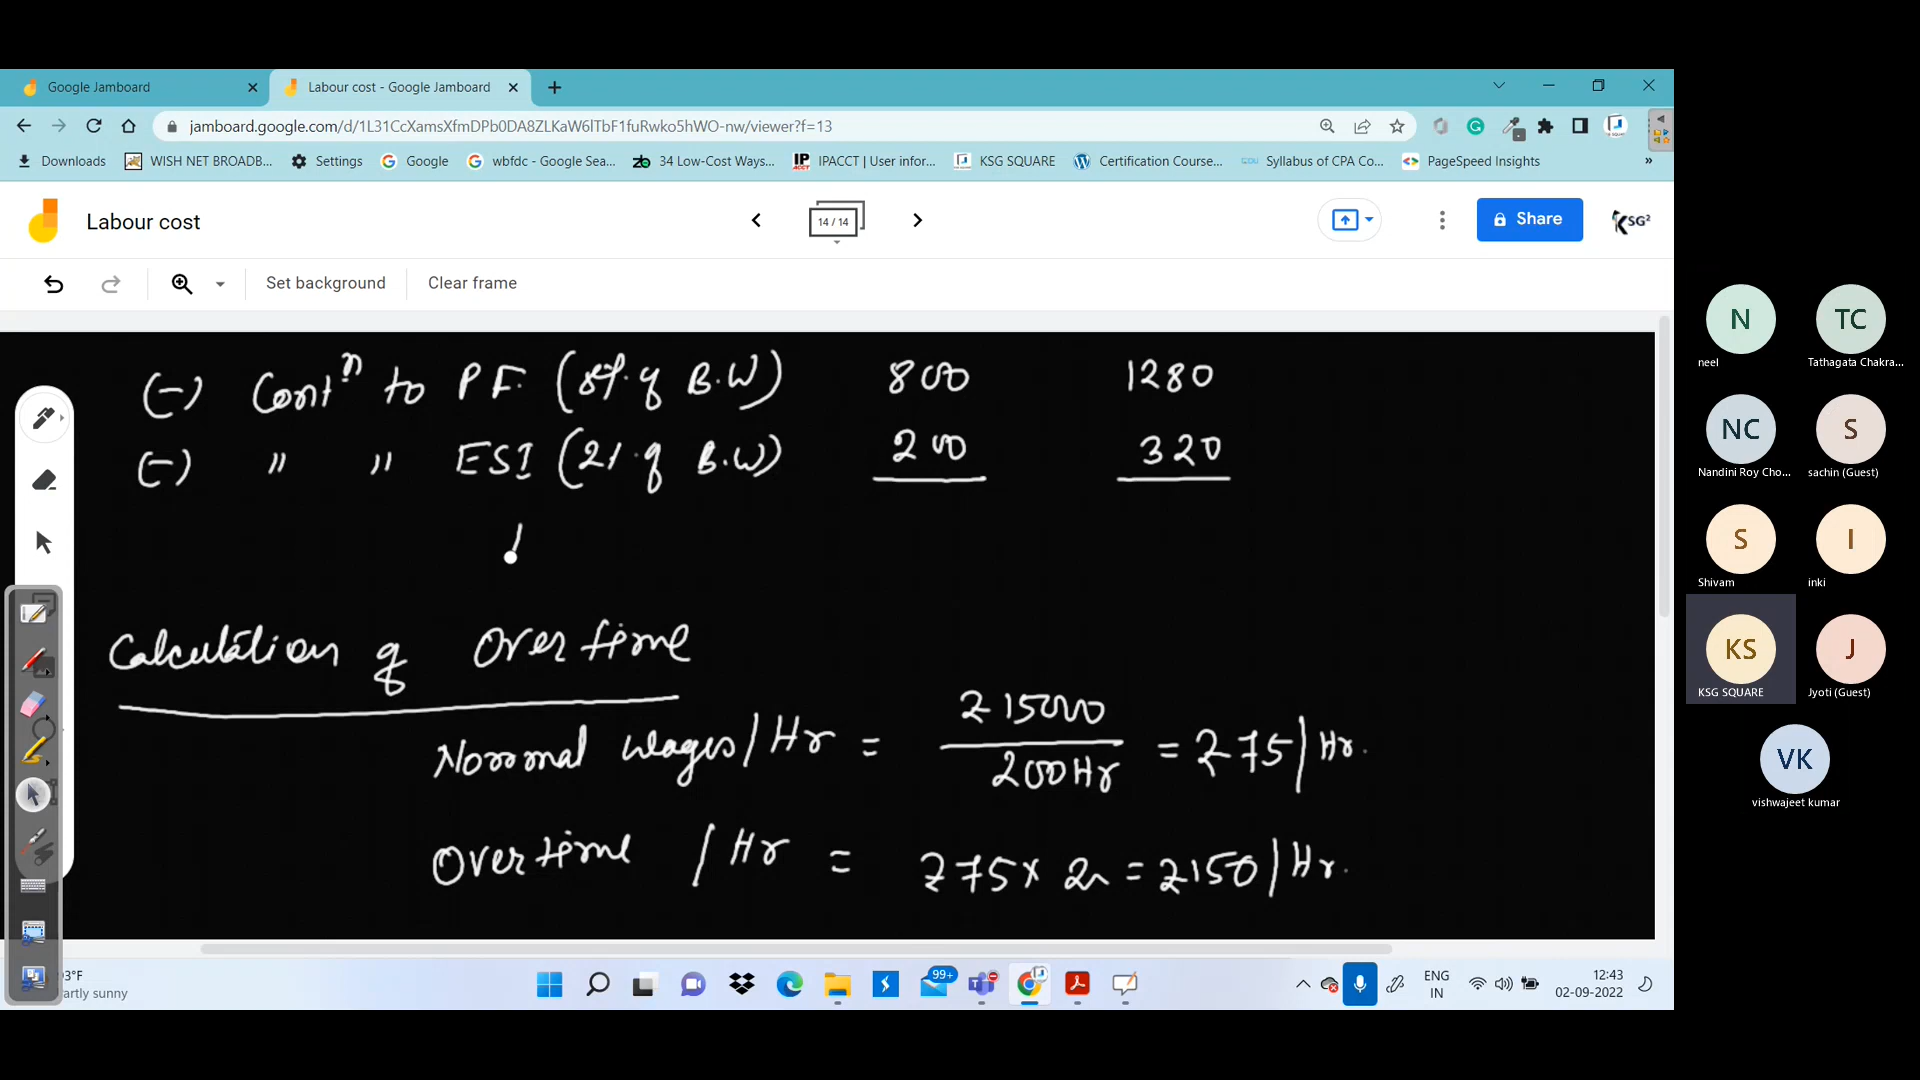 Google Jamboard
Labour cost - Google Jamboard
jamboard.google.com/d/1L31CcXamsXfmDPb0DA8ZLKaW6lTbF1fuRwko5hWO-nw/viewer?f=13
Downloads WISH NET BROADB... Settings Google wbfdc - Google Sea... 34 Low-Cost Ways... IPACCT | User infor... KSG SQUARE Certification Course... Syllabus of CPA Co... PageSpeed Insights »
Labour cost
14 / 14
Share
KSG²
Set background Clear frame
(-) Contn to P F. (8% of B.W) 800 1280
(-) " " ESI (2% of B.W) 200 320
Calculation of Over time
Normal wages/Hr = ₹15000 / 200Hr = ₹75/Hr.
Over time /Hr = ₹75 x 2 = ₹150/Hr.
N
neel
TC
Tathagata Chakra...
NC
Nandini Roy Cho...
S
sachin (Guest)
S
Shivam
I
inki
KS
KSG SQUARE
J
Jyoti (Guest)
VK
vishwajeet kumar
93°F
artly sunny
99+
ENG
IN
12:43
02-09-2022